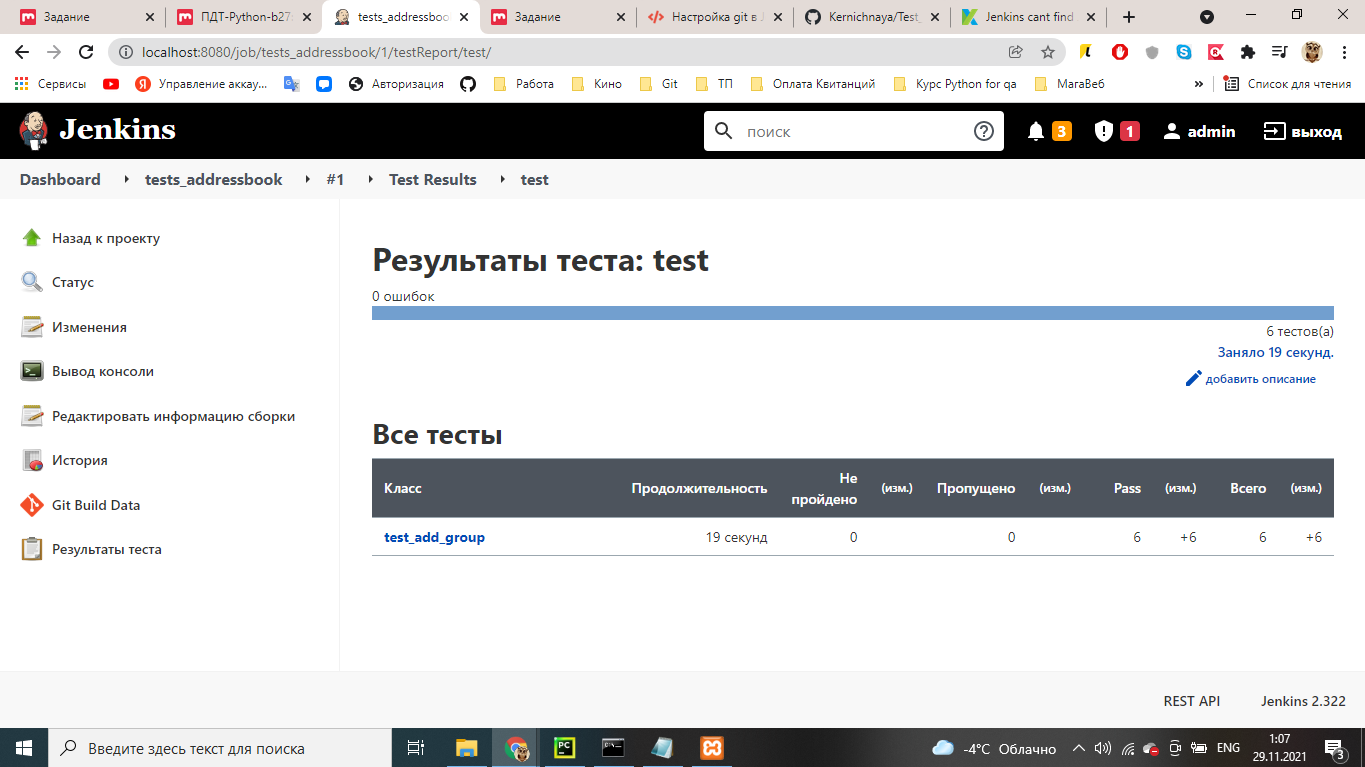 Задание
ПДТ-Python-b27
tests_addressboo
Задание
Настройка git в J
Kernichnaya/Test_
Jenkins cant find
localhost:8080/job/tests_addressbook/1/testReport/test/
Сервисы
Управление аккау...
Авторизация
Работа
Кино
Git
ТП
Оплата Квитанций
Курс Python for qa
МагаВеб
»
Список для чтения
Jenkins
поиск
3
1
admin
выход
Dashboard
tests_addressbook
#1
Test Results
test
Назад к проекту
Статус
Изменения
Вывод консоли
Редактировать информацию сборки
История
Git Build Data
Результаты теста
Результаты теста: test
0 ошибок
6 тестов(а)
Заняло 19 секунд.
добавить описание
Все тесты
Класс Продолжительность Не пройдено (изм.) Пропущено (изм.) Pass (изм.) Всего (изм.)
test_add_group 19 секунд 0 0 6 +6 6 +6
REST API
Jenkins 2.322
Введите здесь текст для поиска
-4°C Облачно
ENG
1:07
29.11.2021
3